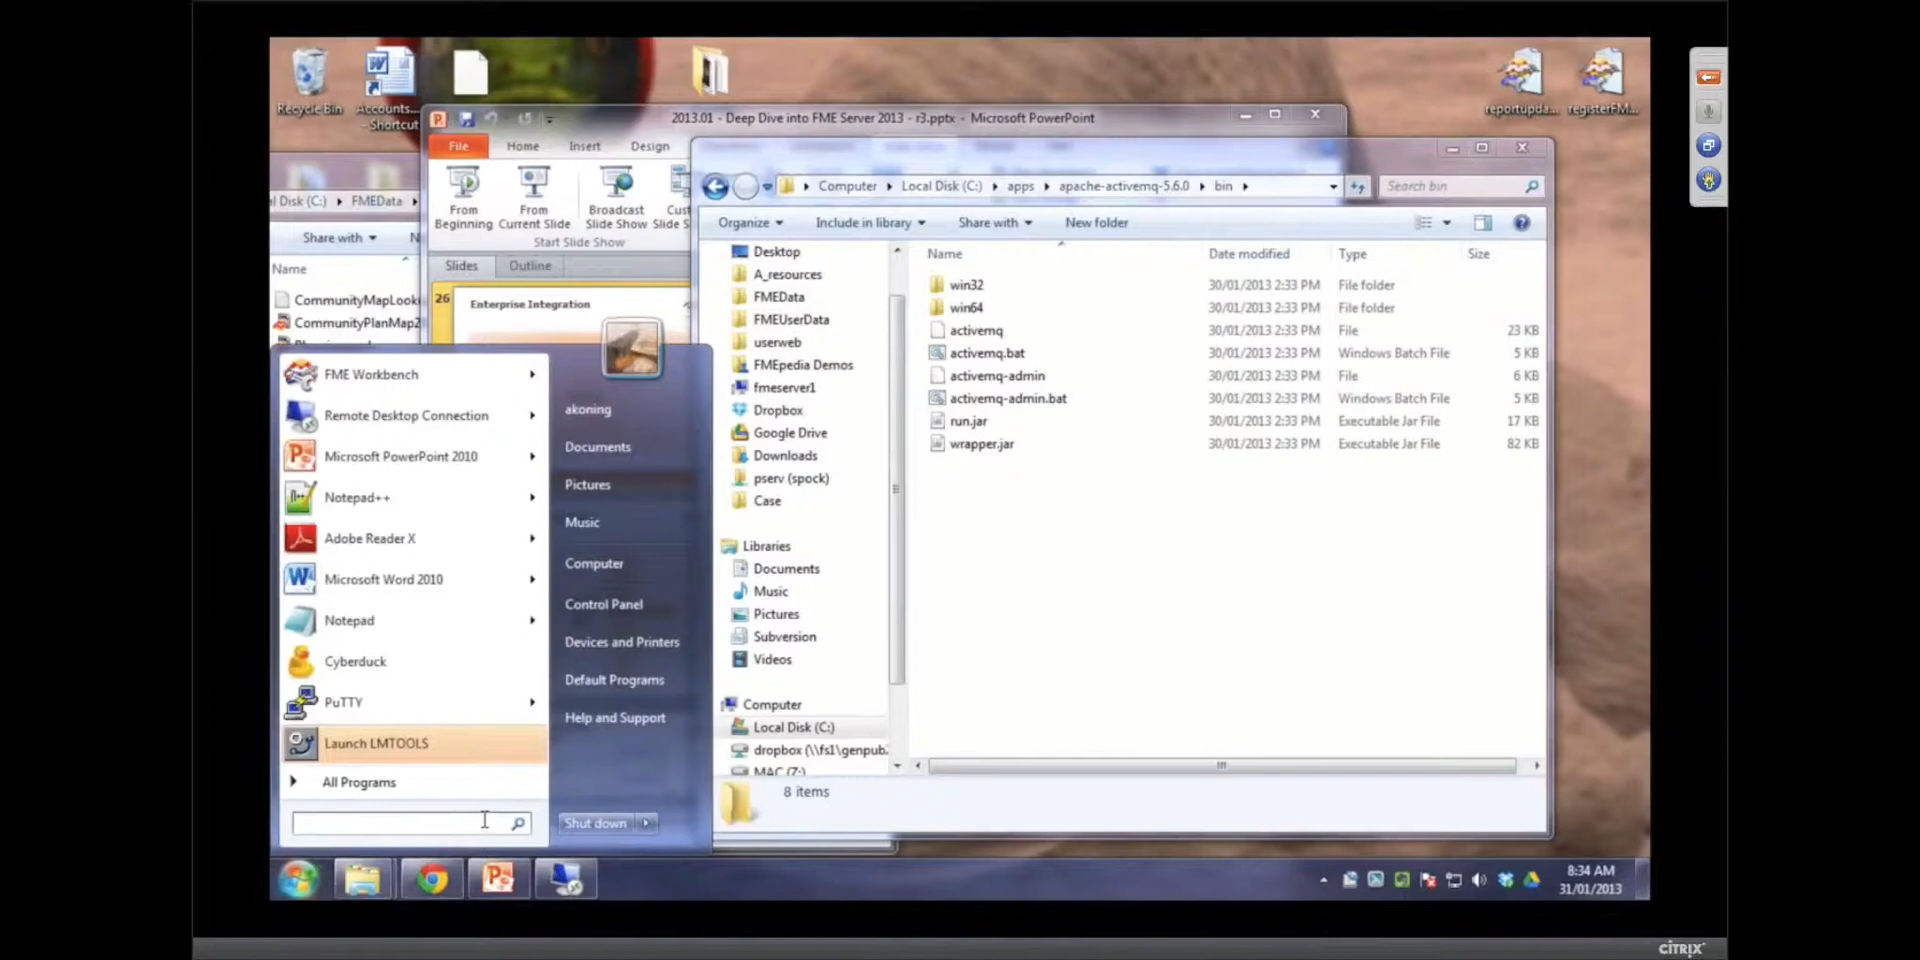 Recycle Bin
Accounts...
- Shortcut
reportupda...
registerFM...
2013.01 - Deep Dive into FME Server 2013 - r3.pptx - Microsoft PowerPoint
File
Home
Insert
Design
From
Beginning
From
Current Slide
Broadcast
Slide Show
Start Slide Show
Slides
Outline
26
Enterprise Integration
al Disk (C:)
FMEData
Share with
Name
CommunityMapLook
CommunityPlanMap2
Computer
Local Disk (C:)
apps
apache-activemq-5.6.0
bin
Search bin
Organize
Include in library
Share with
New folder
Desktop
A_resources
FMEData
FMEUserData
userweb
FMEpedia Demos
fmeserver1
Dropbox
Google Drive
Downloads
pserv (spock)
Case
Libraries
Documents
Music
Pictures
Subversion
Videos
Computer
Local Disk (C:)
dropbox (\\fs1\genpub
MAC (Z:)
Name Date modified Type Size
win32 30/01/2013 2:33 PM File folder
win64 30/01/2013 2:33 PM File folder
activemq 30/01/2013 2:33 PM File 23 KB
activemq.bat 30/01/2013 2:33 PM Windows Batch File 5 KB
activemq-admin 30/01/2013 2:33 PM File 6 KB
activemq-admin.bat 30/01/2013 2:33 PM Windows Batch File 5 KB
run.jar 30/01/2013 2:33 PM Executable Jar File 17 KB
wrapper.jar 30/01/2013 2:33 PM Executable Jar File 82 KB
8 items
FME Workbench
Remote Desktop Connection
Microsoft PowerPoint 2010
Notepad++
Adobe Reader X
Microsoft Word 2010
Notepad
Cyberduck
PuTTY
Launch LMTOOLS
All Programs
akoning
Documents
Pictures
Music
Computer
Control Panel
Devices and Printers
Default Programs
Help and Support
Shut down
8:34 AM
31/01/2013
CITRIX